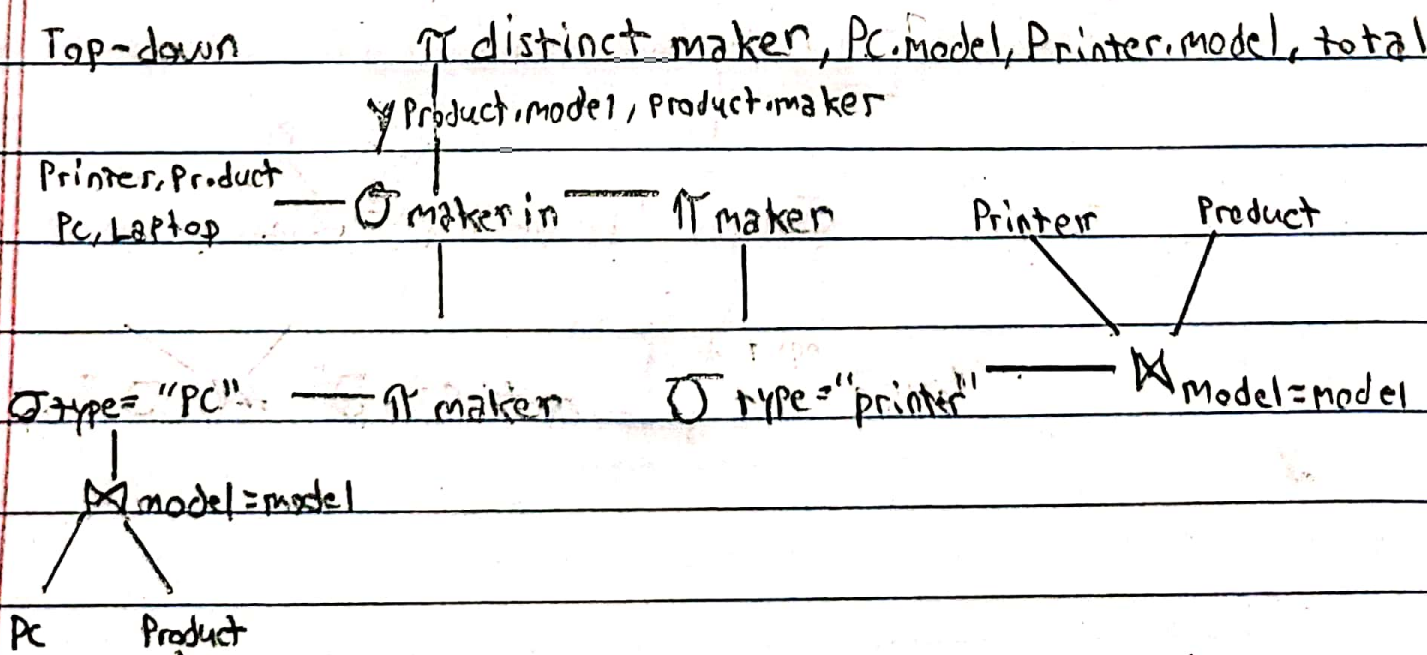 Top-down π distinct maker, Pc.model, Printer.model, total
γ Product.model, product.maker
Printer, Product
Pc, Laptop
σ maker in π maker Printer Product
σ type= "PC" π maker σ type="printer" ⋈ Model=model
⋈ model=model
Pc Product